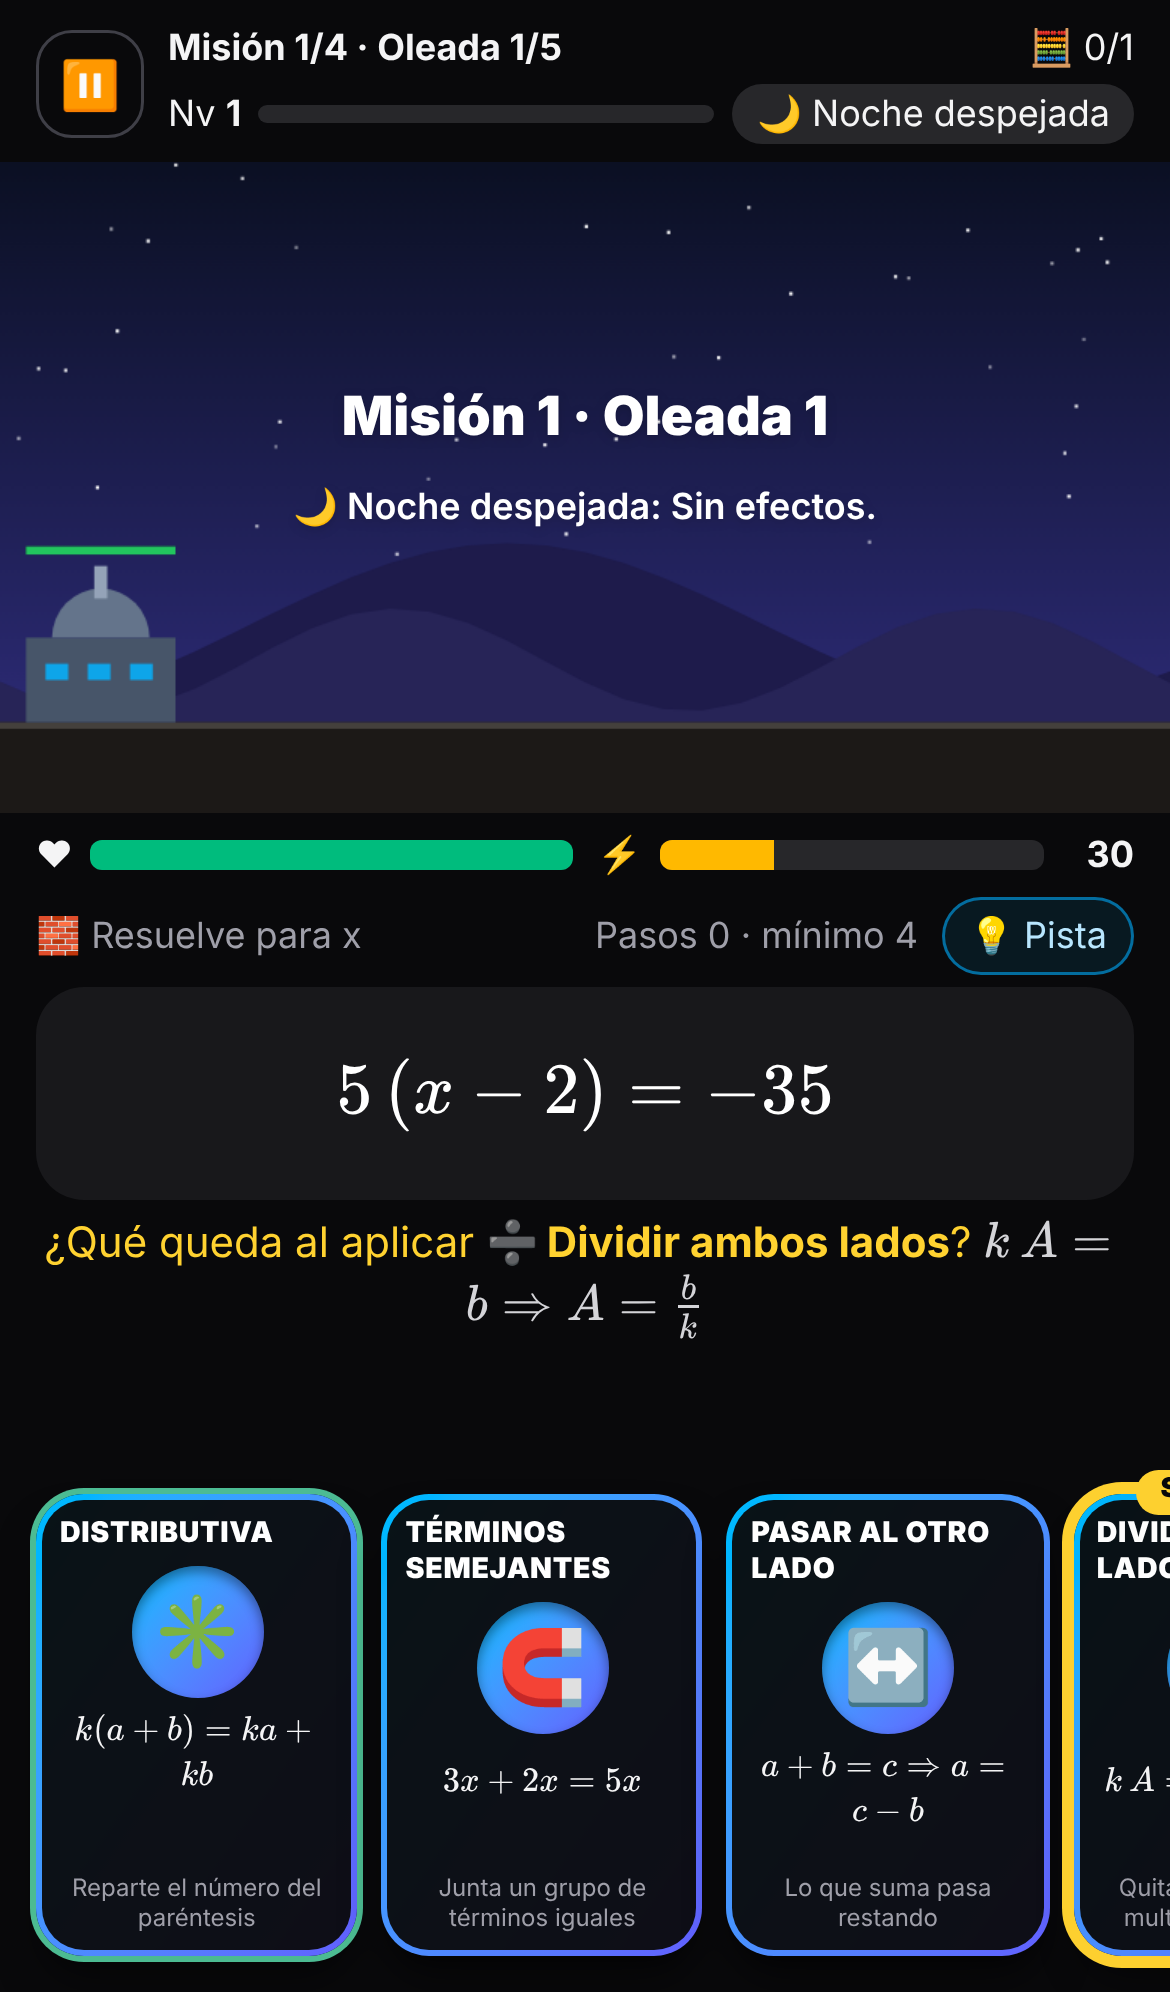 Misión 1/4 · Oleada 1/5
0/1
Nv 1
Noche despejada
Misión 1 · Oleada 1
Noche despejada: Sin efectos.
30
Resuelve para x
Pasos 0 · mínimo 4
Pista
5 (x − 2) = −35
¿Qué queda al aplicar ➗ Dividir ambos lados? k A =
b ⇒ A = b/k
DISTRIBUTIVA
k(a + b) = ka +
kb
Reparte el número del
paréntesis
TÉRMINOS
SEMEJANTES
3x + 2x = 5x
Junta un grupo de
términos iguales
PASAR AL OTRO
LADO
a + b = c ⇒ a =
c − b
Lo que suma pasa
restando
k A